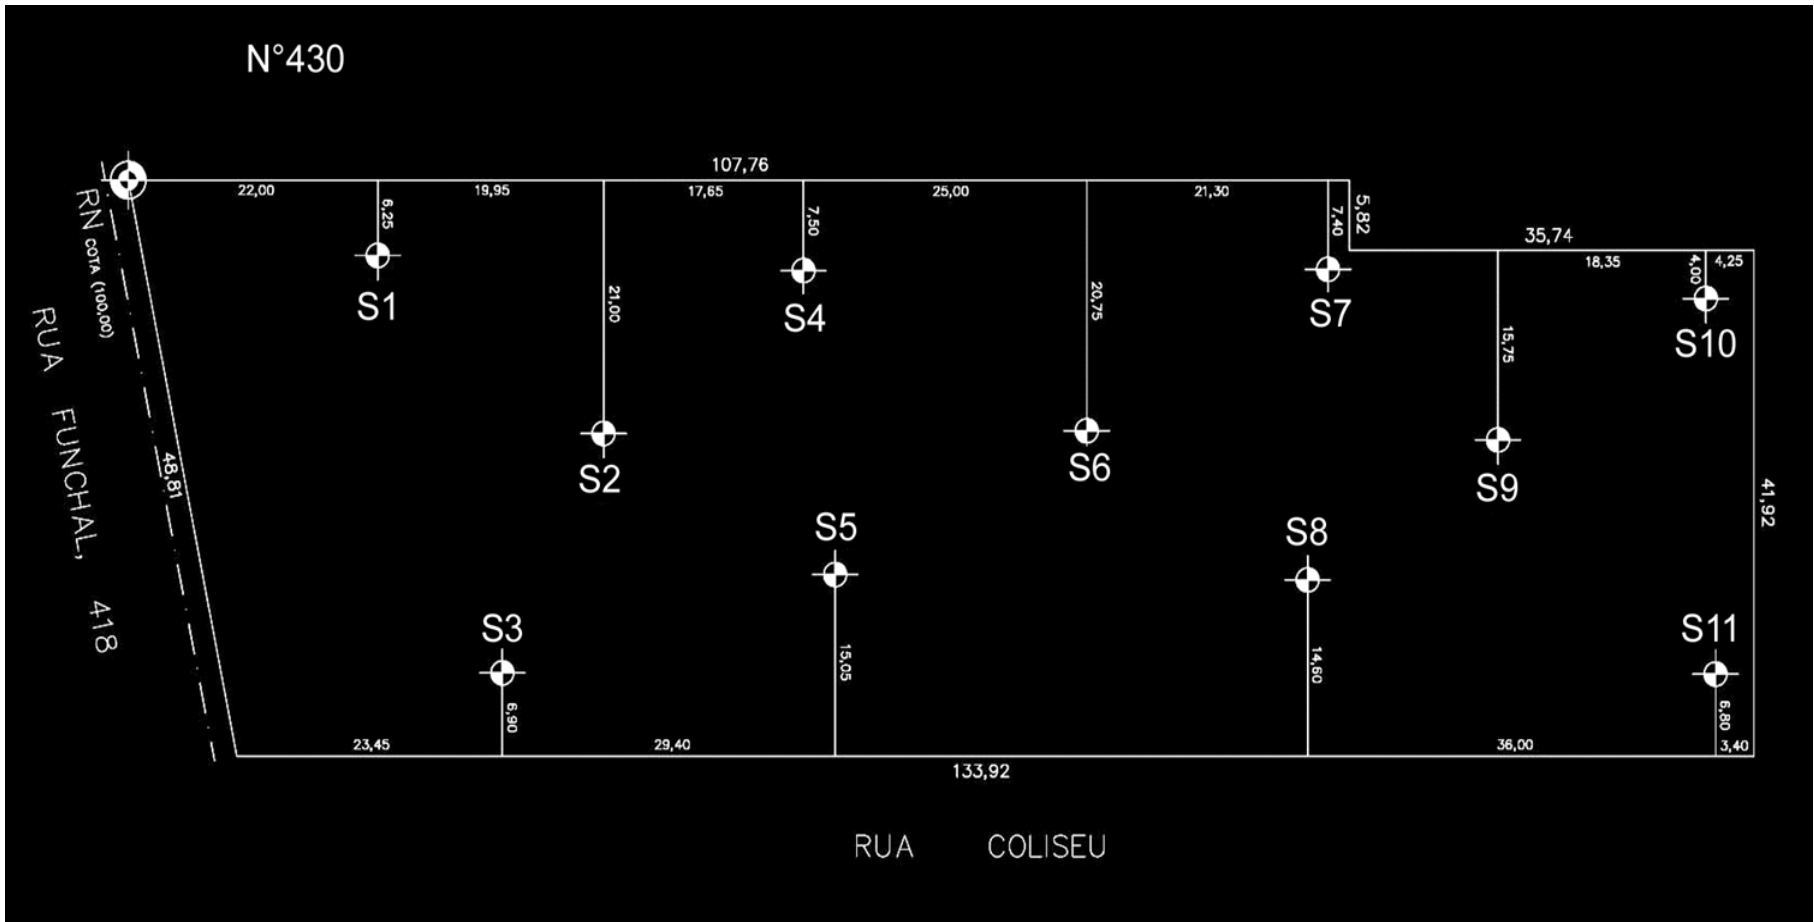 N°430
107,76
22,00
19,95
17,65
25,00
21,30
6,25
7,50
7,40
5,82
35,74
18,35
4,00
4,25
RN COTA (100,00)
S1
S4
S7
S10
21,00
20,75
15,75
RUA FUNCHAL, 418
48,81
S2
S6
S9
41,92
S5
S8
S3
S11
15,05
14,60
6,90
6,80
23,45
29,40
36,00
3,40
133,92
RUA COLISEU